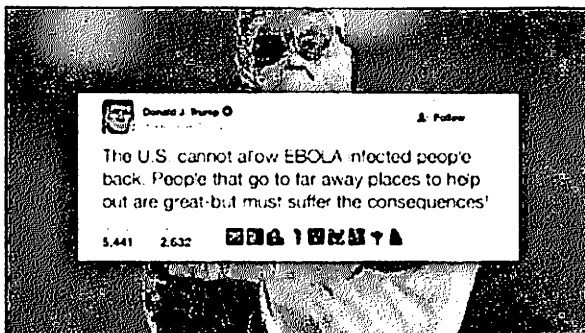 Donald J. Trump
Follow
The U.S. cannot allow EBOLA infected people
back. People that go to far away places to help
out are great-but must suffer the consequences!
5,441 2,632